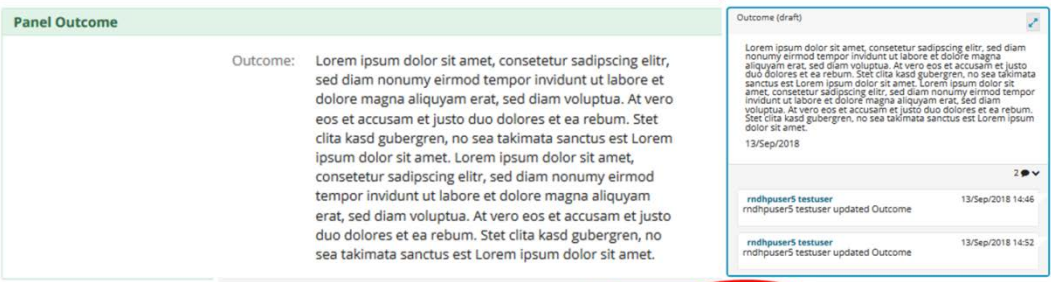 Panel Outcome
Outcome:
Lorem ipsum dolor sit amet, consetetur sadipscing elitr,
sed diam nonumy eirmod tempor invidunt ut labore et
dolore magna aliquyam erat, sed diam voluptua. At vero
eos et accusam et justo duo dolores et ea rebum. Stet
clita kasd gubergren, no sea takimata sanctus est Lorem
ipsum dolor sit amet. Lorem ipsum dolor sit amet,
consetetur sadipscing elitr, sed diam nonumy eirmod
tempor invidunt ut labore et dolore magna aliquyam
erat, sed diam voluptua. At vero eos et accusam et justo
duo dolores et ea rebum. Stet clita kasd gubergren, no
sea takimata sanctus est Lorem ipsum dolor sit amet.
Outcome (draft)
Lorem ipsum dolor sit amet, consetetur sadipscing elitr, sed diam
nonumy eirmod tempor invidunt ut labore et dolore magna
aliquyam erat, sed diam voluptua. At vero eos et accusam et justo
duo dolores et ea rebum. Stet clita kasd gubergren, no sea takimata
sanctus est Lorem ipsum dolor sit amet. Lorem ipsum dolor sit
amet, consetetur sadipscing elitr, sed diam nonumy eirmod tempor
invidunt ut labore et dolore magna aliquyam erat, sed diam
voluptua. At vero eos et accusam et justo duo dolores et ea rebum.
Stet clita kasd gubergren, no sea takimata sanctus est Lorem ipsum
dolor sit amet.
13/Sep/2018
2
rndhpuser5 testuser 13/Sep/2018 14:46
rndhpuser5 testuser updated Outcome
rndhpuser5 testuser 13/Sep/2018 14:52
rndhpuser5 testuser updated Outcome